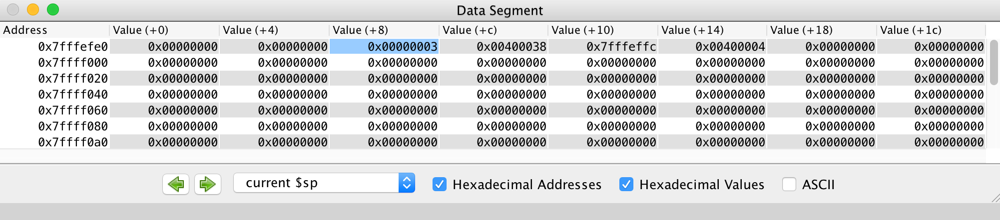 Data Segment
Address Value (+0) Value (+4) Value (+8) Value (+c) Value (+10) Value (+14) Value (+18) Value (+1c)
0x7fffefe0 0x00000000 0x00000000 0x00000003 0x00400038 0x7fffeffc 0x00400004 0x00000000 0x00000000
0x7ffff000 0x00000000 0x00000000 0x00000000 0x00000000 0x00000000 0x00000000 0x00000000 0x00000000
0x7ffff020 0x00000000 0x00000000 0x00000000 0x00000000 0x00000000 0x00000000 0x00000000 0x00000000
0x7ffff040 0x00000000 0x00000000 0x00000000 0x00000000 0x00000000 0x00000000 0x00000000 0x00000000
0x7ffff060 0x00000000 0x00000000 0x00000000 0x00000000 0x00000000 0x00000000 0x00000000 0x00000000
0x7ffff080 0x00000000 0x00000000 0x00000000 0x00000000 0x00000000 0x00000000 0x00000000 0x00000000
0x7ffff0a0 0x00000000 0x00000000 0x00000000 0x00000000 0x00000000 0x00000000 0x00000000 0x00000000
current $sp Hexadecimal Addresses Hexadecimal Values ASCII